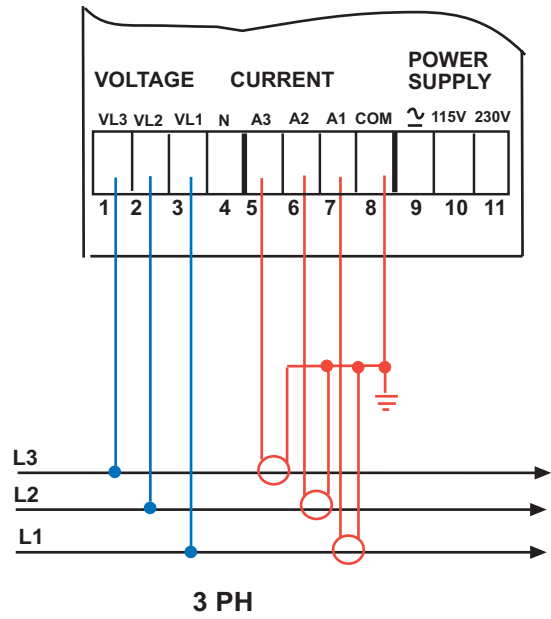 POWER
VOLTAGE CURRENT SUPPLY
VL3 VL2 VL1 N A3 A2 A1 COM 115V 230V
1 2 3 4 5 6 7 8 9 10 11
L3
L2
L1
3 PH